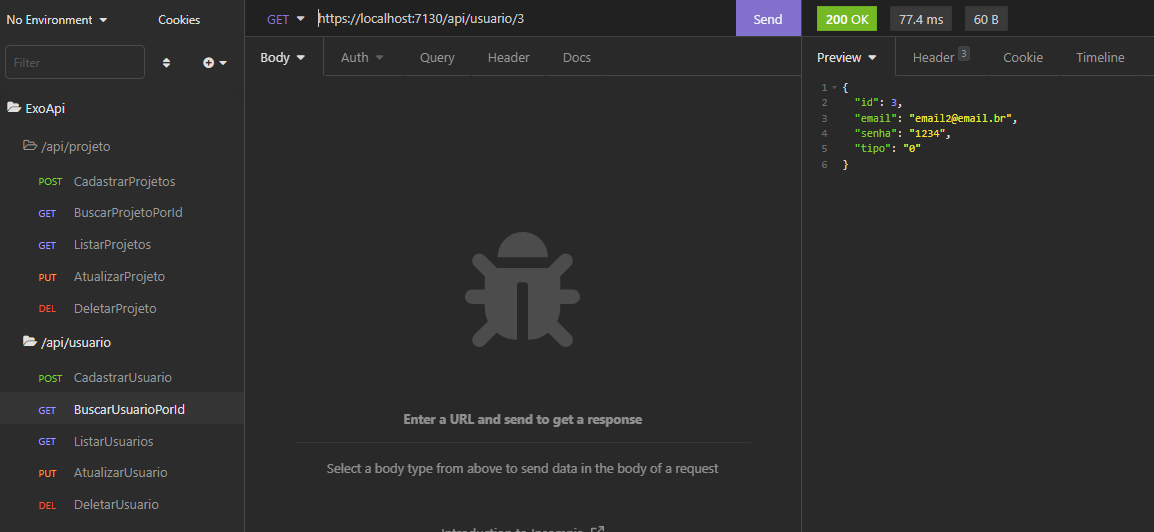 No Environment
Cookies
Filter
ExoApi
/api/projeto
POST CadastrarProjetos
GET BuscarProjetoPorId
GET ListarProjetos
PUT AtualizarProjeto
DEL DeletarProjeto
/api/usuario
POST CadastrarUsuario
GET BuscarUsuarioPorId
GET ListarUsuarios
PUT AtualizarUsuario
DEL DeletarUsuario
GET https://localhost:7130/api/usuario/3 Send
Body Auth Query Header Docs
Enter a URL and send to get a response
Select a body type from above to send data in the body of a request
Introduction to Insomnia
200 OK 77.4 ms 60 B
Preview Header 3 Cookie Timeline
1 {
2 "id": 3,
3 "email": "email2@email.br",
4 "senha": "1234",
5 "tipo": "0"
6 }